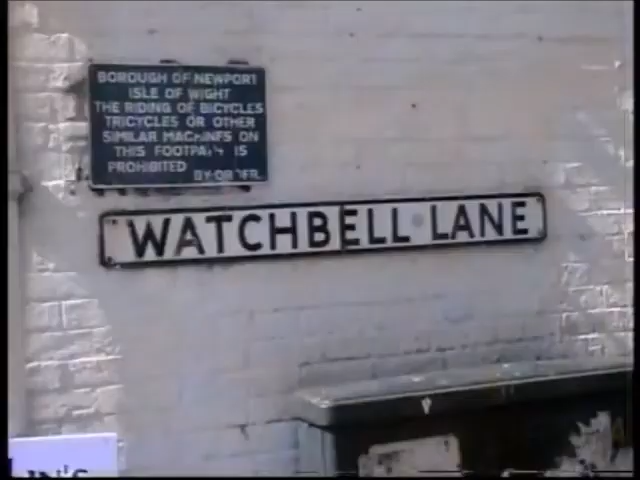 BOROUGH OF NEWPORT
ISLE OF WIGHT
THE RIDING OF BICYCLES
TRICYCLES OR OTHER
SIMILAR MACHINES ON
THIS FOOTPATH IS
PROHIBITED BY ORDER
WATCHBELL LANE
IN'S